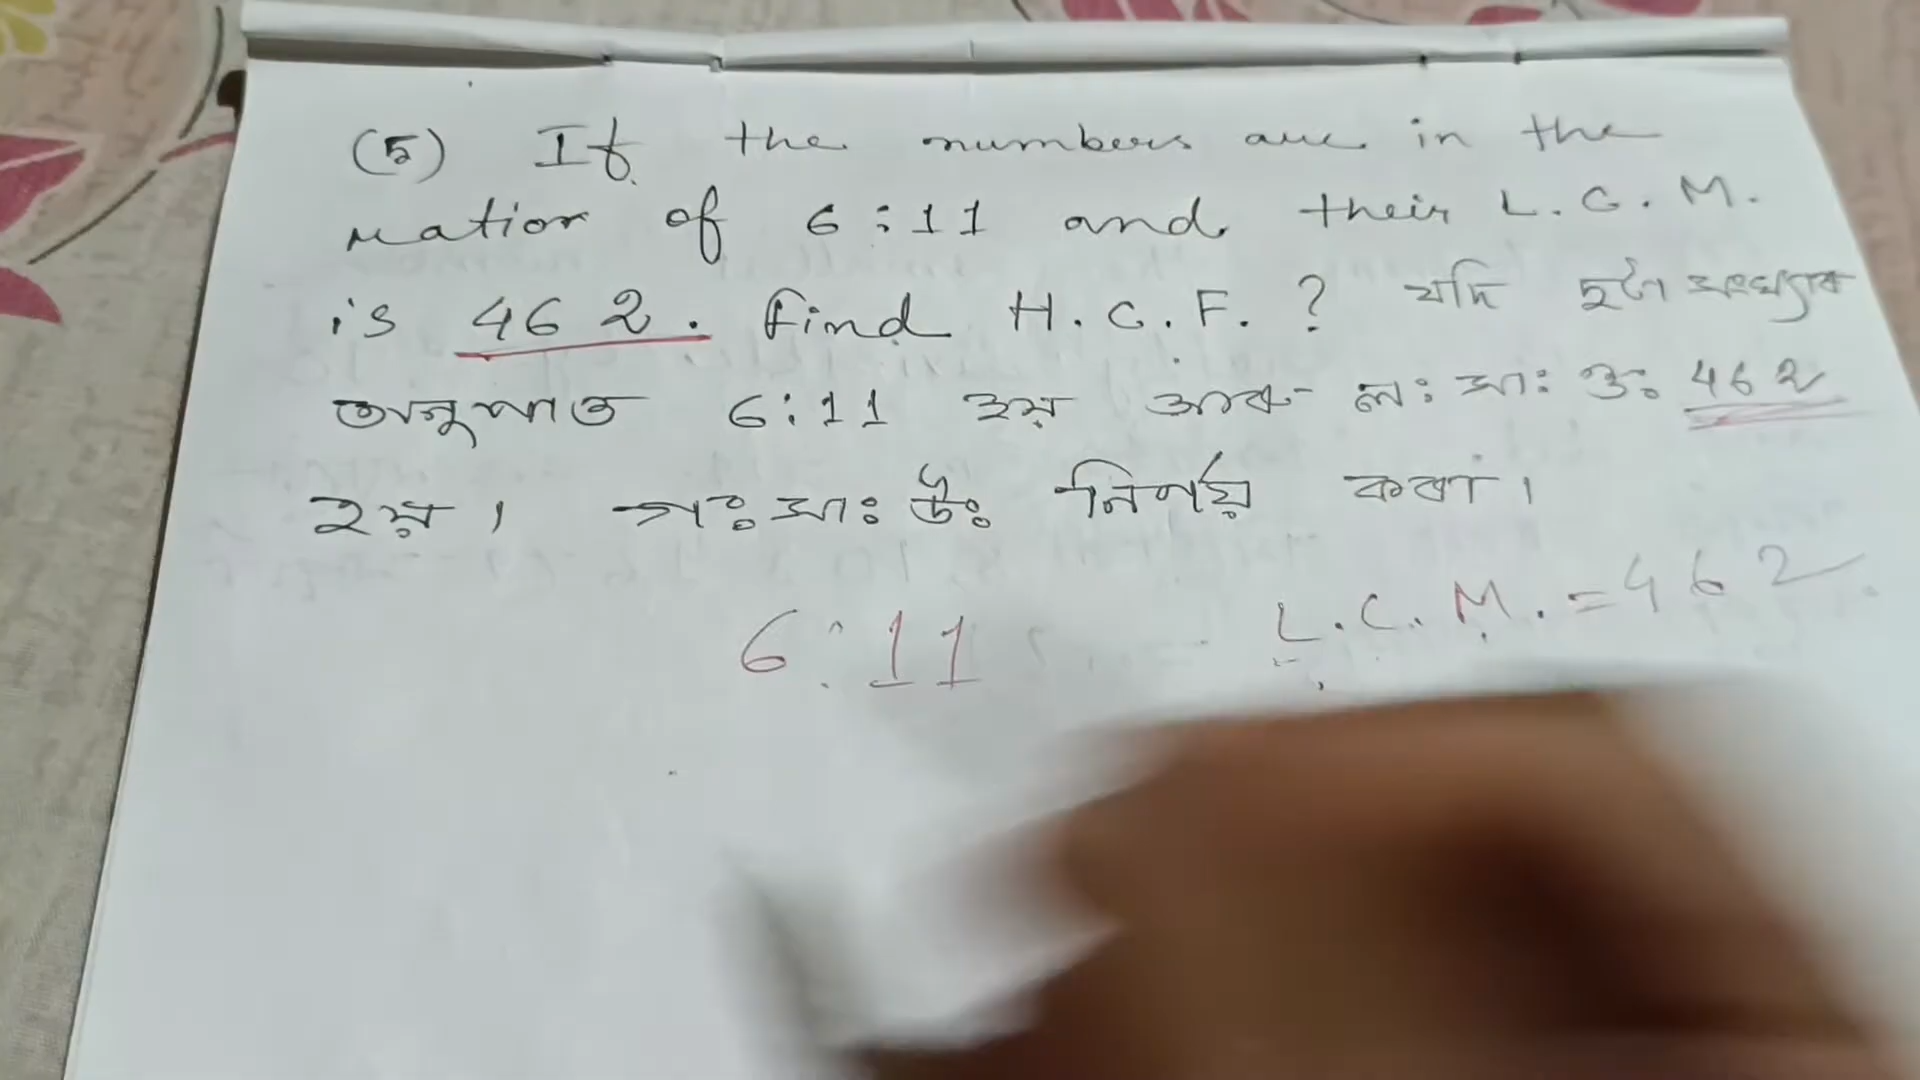 (5) If the numbers are in the
ration of 6:11 and their L.C.M.
is 462. Find H.C.F.? যদি দুটা সংখ্যাৰ
অনুপাত 6:11 হয় আৰু ল: সা: গু: 462
হয়। গ: সা: উ: নিৰ্ণয় কৰা।
6:11 L.C.M. = 462